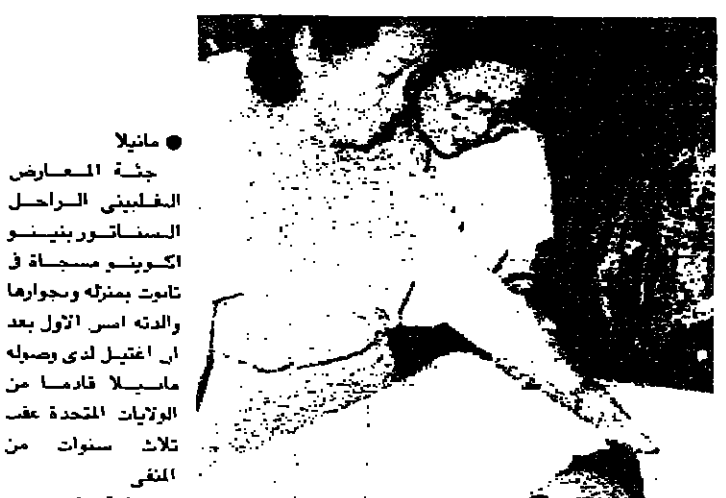 ● مانيلا
جثة المعارض
الفلبيني الراحل
السناتور بنينو
اكوينو مسجاة في
تابوت بمنزله وبجوارها
والدته امس الاول بعد
ان اغتيل لدى وصوله
مانيلا قادما من
الولايات المتحدة عقب
ثلاث سنوات من
المنفى